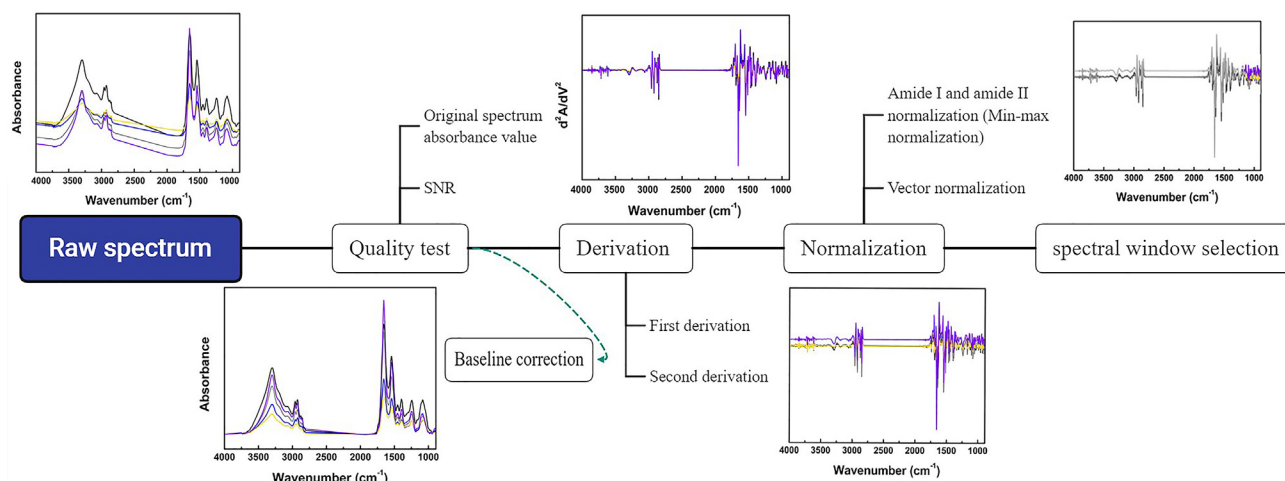 Absorbance
4000 3500 3000 2500 2000 1500 1000
Wavenumber (cm-1)
Original spectrum
absorbance value
SNR
d2A/dV2
4000 3500 3000 2500 2000 1500 1000
Wavenumber (cm-1)
Amide I and amide II
normalization (Min-max
normalization)
Vector normalization
4000 3500 3000 2500 2000 1500 1000
Wavenumber (cm-1)
Raw spectrum
Quality test
Derivation
Normalization
spectral window selection
Absorbance
4000 3500 3000 2500 2000 1500 1000
Wavenumber (cm-1)
Baseline correction
First derivation
Second derivation
4000 3500 3000 2500 2000 1500 1000
Wavenumber (cm-1)